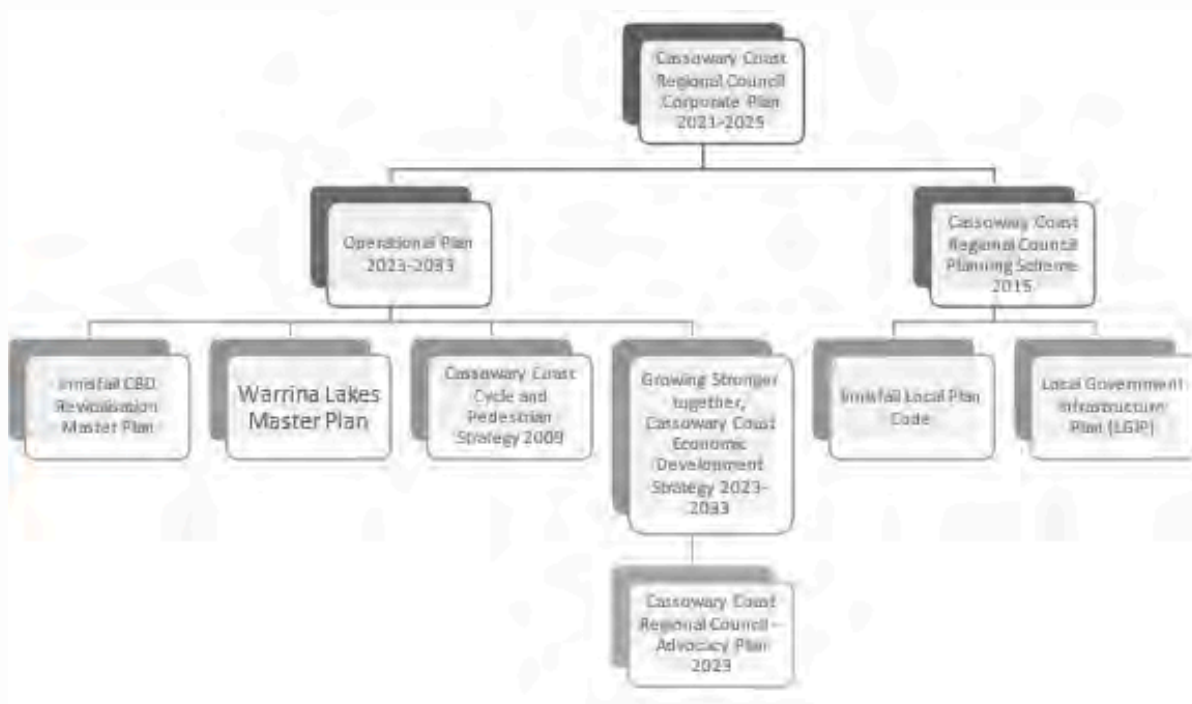 Cassowary Coast
Regional Council
Corporate Plan
2021-2025
Operational Plan
2023-2033
Cassowary Coast
Regional Council
Planning Scheme
2015
Innisfail CBD
Revitalisation
Master Plan
Warrina Lakes
Master Plan
Cassowary Coast
Cycle and
Pedestrian
Strategy 2009
Growing Stronger
together,
Cassowary Coast
Economic
Development
Strategy 2023-
2033
Innisfail Local Plan
Code
Local Government
Infrastructure
Plan (LGIP)
Cassowary Coast
Regional Council -
Advocacy Plan
2023